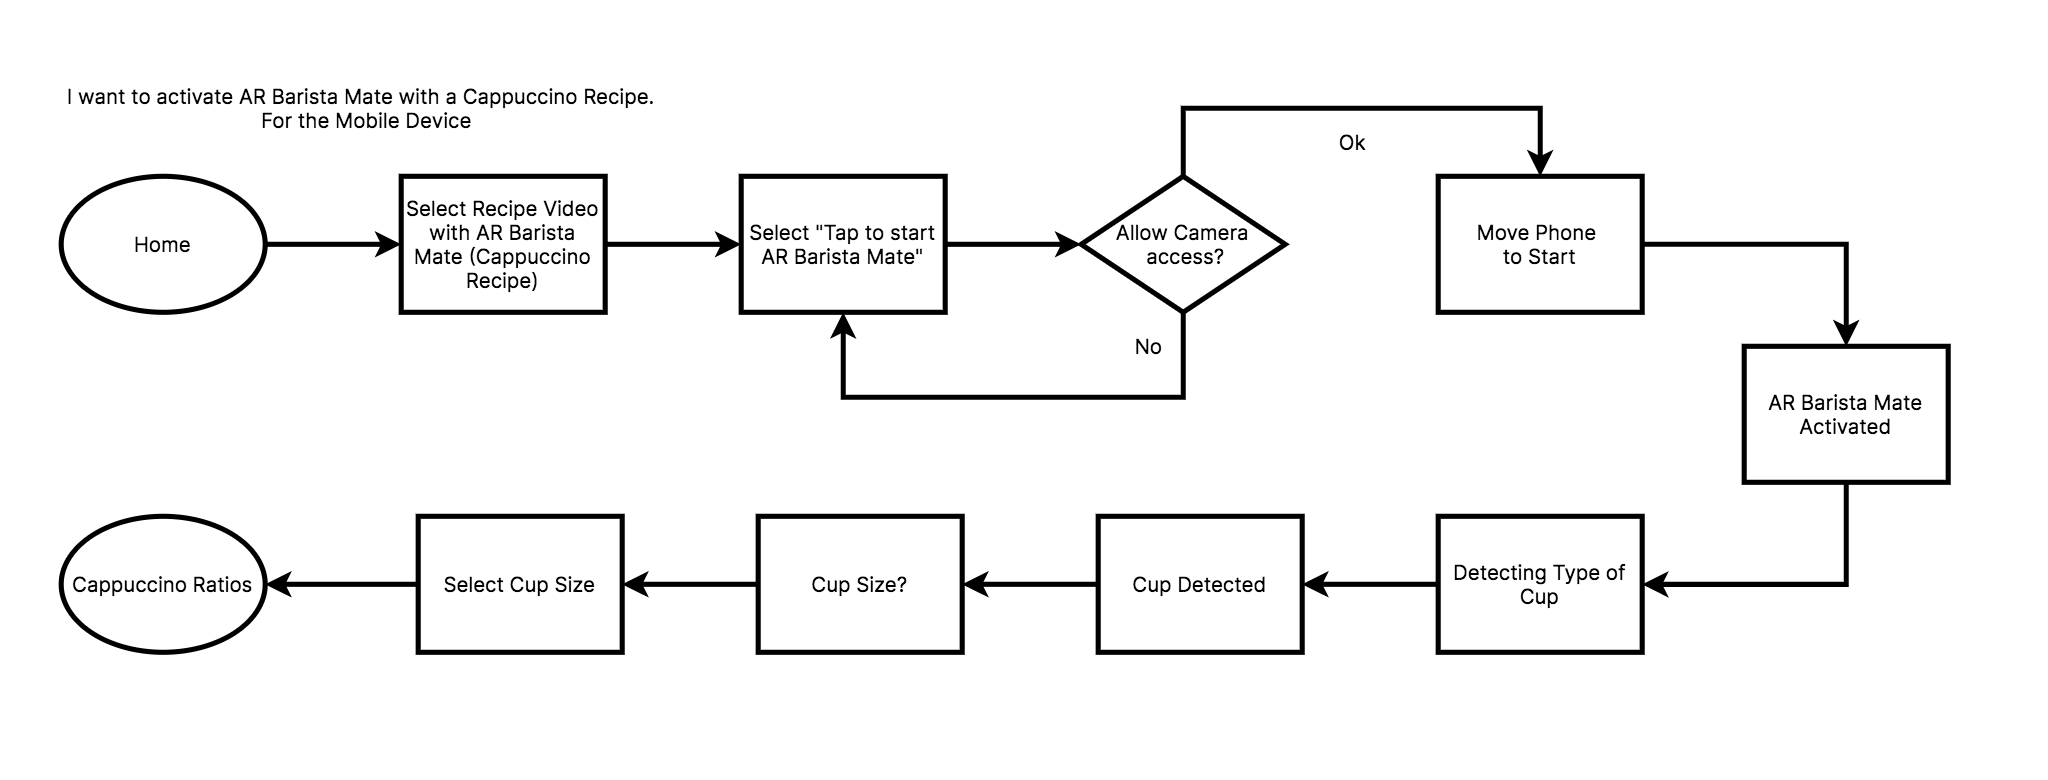 I want to activate AR Barista Mate with a Cappuccino Recipe.
For the Mobile Device
Home
Select Recipe Video
with AR Barista
Mate (Cappuccino
Recipe)
Select "Tap to start
AR Barista Mate"
Allow Camera
access?
Ok
No
Move Phone
to Start
AR Barista Mate
Activated
Detecting Type of
Cup
Cup Detected
Cup Size?
Select Cup Size
Cappuccino Ratios